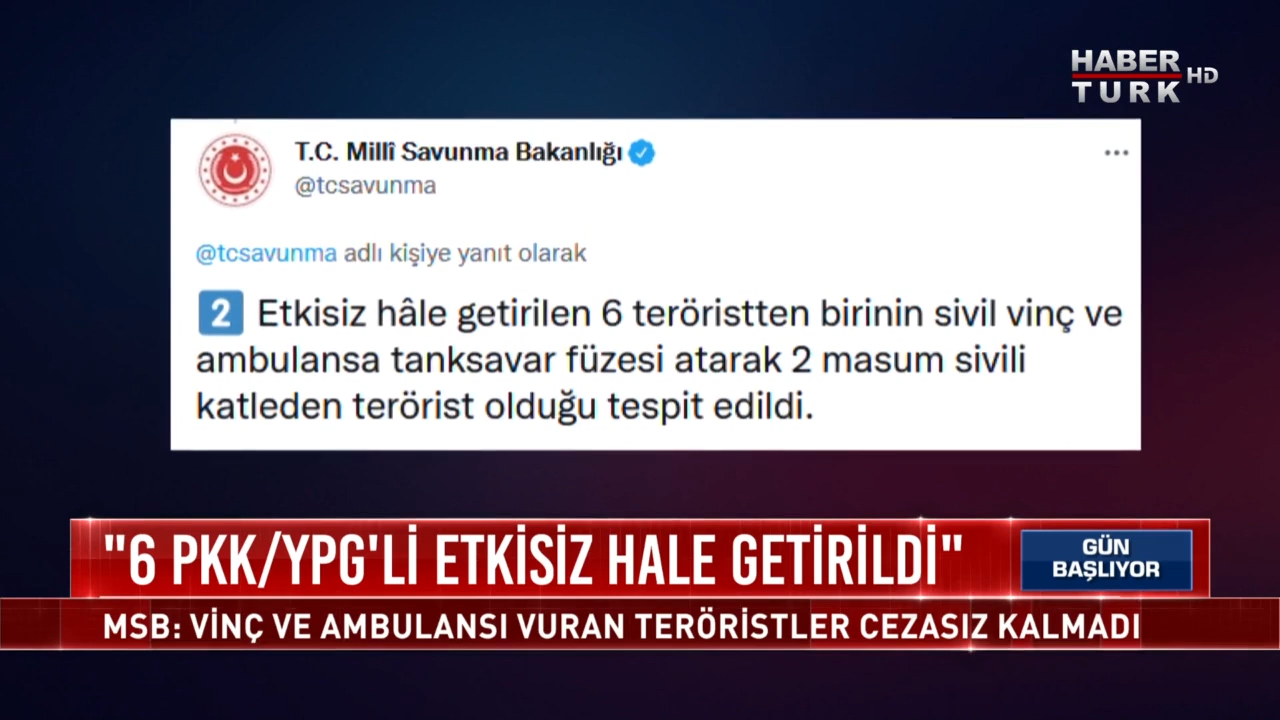 HABER
TURK HD
T.C. Millî Savunma Bakanlığı
@tcsavunma
@tcsavunma adlı kişiye yanıt olarak
2 Etkisiz hâle getirilen 6 teröristten birinin sivil vinç ve
ambulansa tanksavar füzesi atarak 2 masum sivili
katleden terörist olduğu tespit edildi.
"6 PKK/YPG'Lİ ETKİSİZ HALE GETİRİLDİ"
GÜN
BAŞLIYOR
MSB: VİNÇ VE AMBULANSI VURAN TERÖRİSTLER CEZASIZ KALMADI